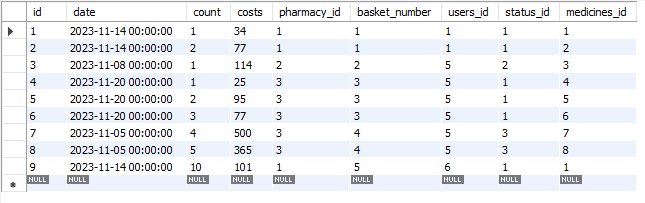 id date count costs pharmacy_id basket_number users_id status_id medicines_id
1 2023-11-14 00:00:00 1 34 1 1 1 1 1
2 2023-11-14 00:00:00 2 77 1 1 1 1 2
3 2023-11-08 00:00:00 1 114 2 2 5 2 3
4 2023-11-20 00:00:00 1 25 3 3 5 1 4
5 2023-11-20 00:00:00 2 95 3 3 5 1 5
6 2023-11-20 00:00:00 3 77 3 3 5 1 6
7 2023-11-05 00:00:00 4 500 3 4 5 3 7
8 2023-11-05 00:00:00 5 365 3 4 5 3 8
9 2023-11-14 00:00:00 10 101 1 5 6 1 1
NULL NULL NULL NULL NULL NULL NULL NULL NULL